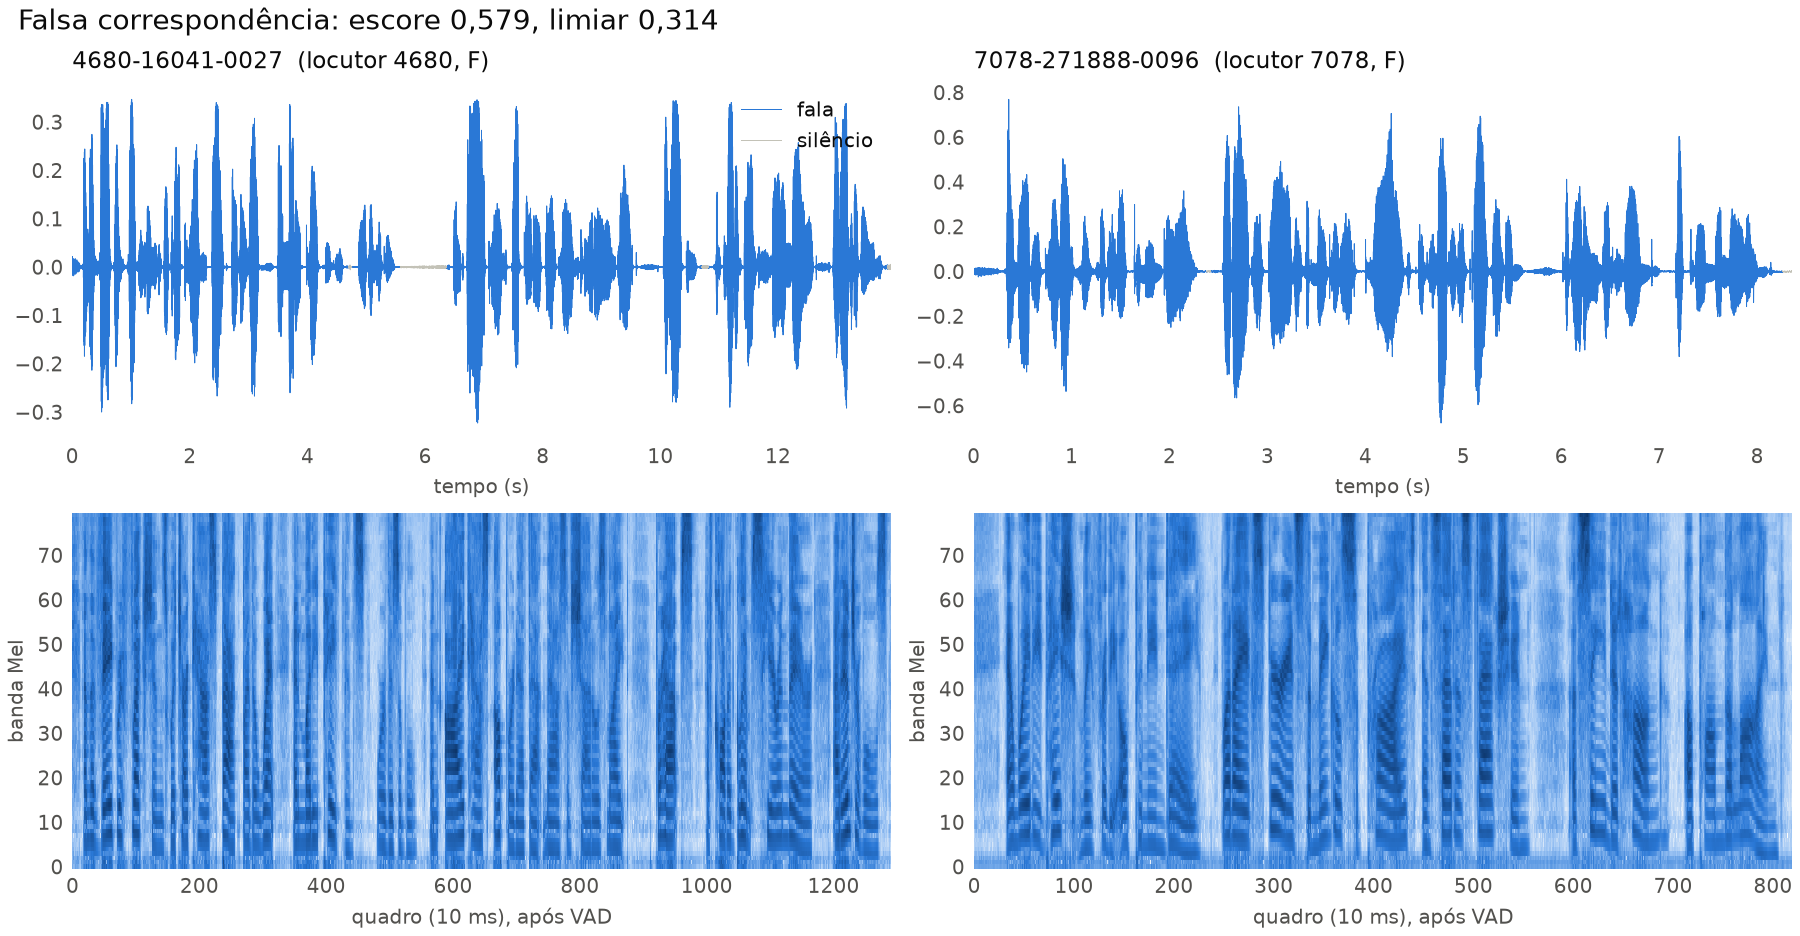 Falsa correspondência: escore 0,579, limiar 0,314
4680-16041-0027  (locutor 4680, F)
fala
silêncio
0.3
0.2
0.1
0.0
−0.1
−0.2
−0.3
0 2 4 6 8 10 12
tempo (s)
7078-271888-0096  (locutor 7078, F)
0.8
0.6
0.4
0.2
0.0
−0.2
−0.4
−0.6
0 1 2 3 4 5 6 7 8
tempo (s)
banda Mel
70
60
50
40
30
20
10
0
0 200 400 600 800 1000 1200
quadro (10 ms), após VAD
banda Mel
70
60
50
40
30
20
10
0
0 100 200 300 400 500 600 700 800
quadro (10 ms), após VAD